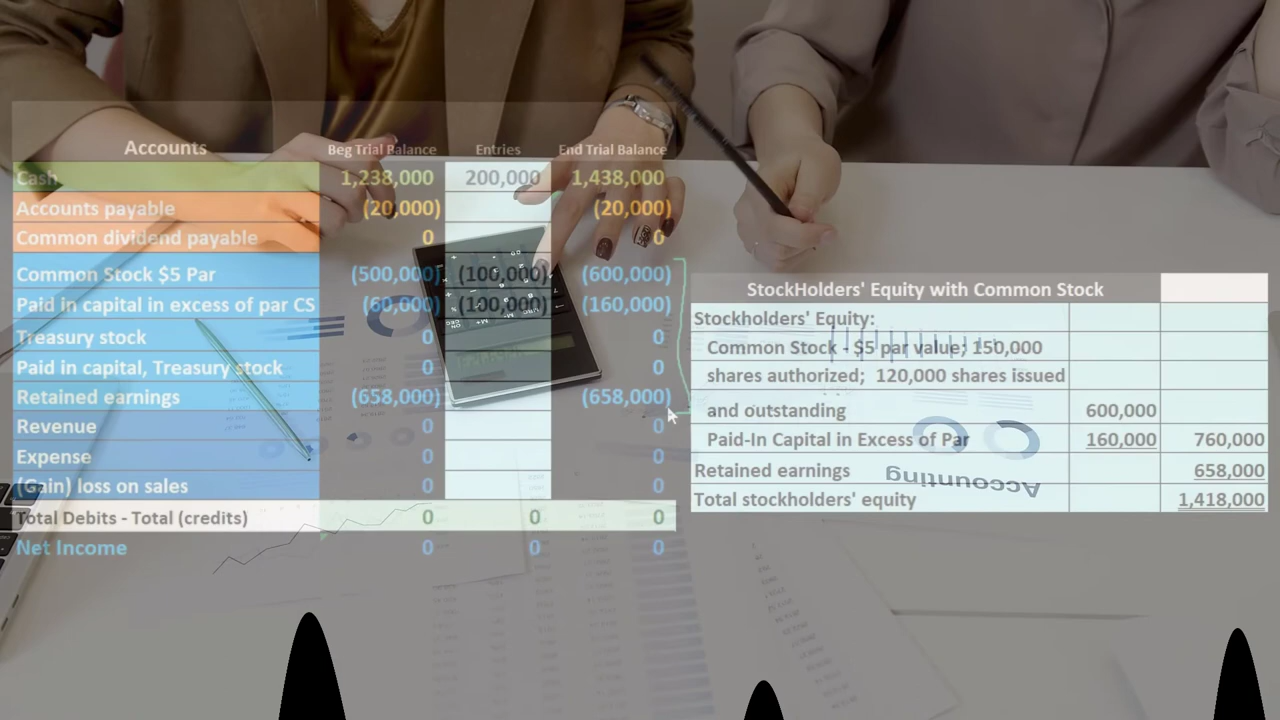 Accounts Beg Trial Balance Entries End Trial Balance
Cash 1,238,000 200,000 1,438,000
Accounts payable (20,000) (20,000)
Common dividend payable 0 0
Common Stock $5 Par (500,000) (100,000) (600,000)
Paid in capital in excess of par CS (60,000) (100,000) (160,000)
Treasury stock 0 0
Paid in capital, Treasury stock 0 0
Retained earnings (658,000) (658,000)
Revenue 0 0
Expense 0 0
(Gain) loss on sales 0 0
Total Debits - Total (credits) 0 0 0
Net Income 0 0 0
StockHolders' Equity with Common Stock
Stockholders' Equity:
Common Stock - $5 par value; 150,000
shares authorized; 120,000 shares issued
and outstanding 600,000
Paid-In Capital in Excess of Par 160,000 760,000
Retained earnings 658,000
Total stockholders' equity 1,418,000
Accounting